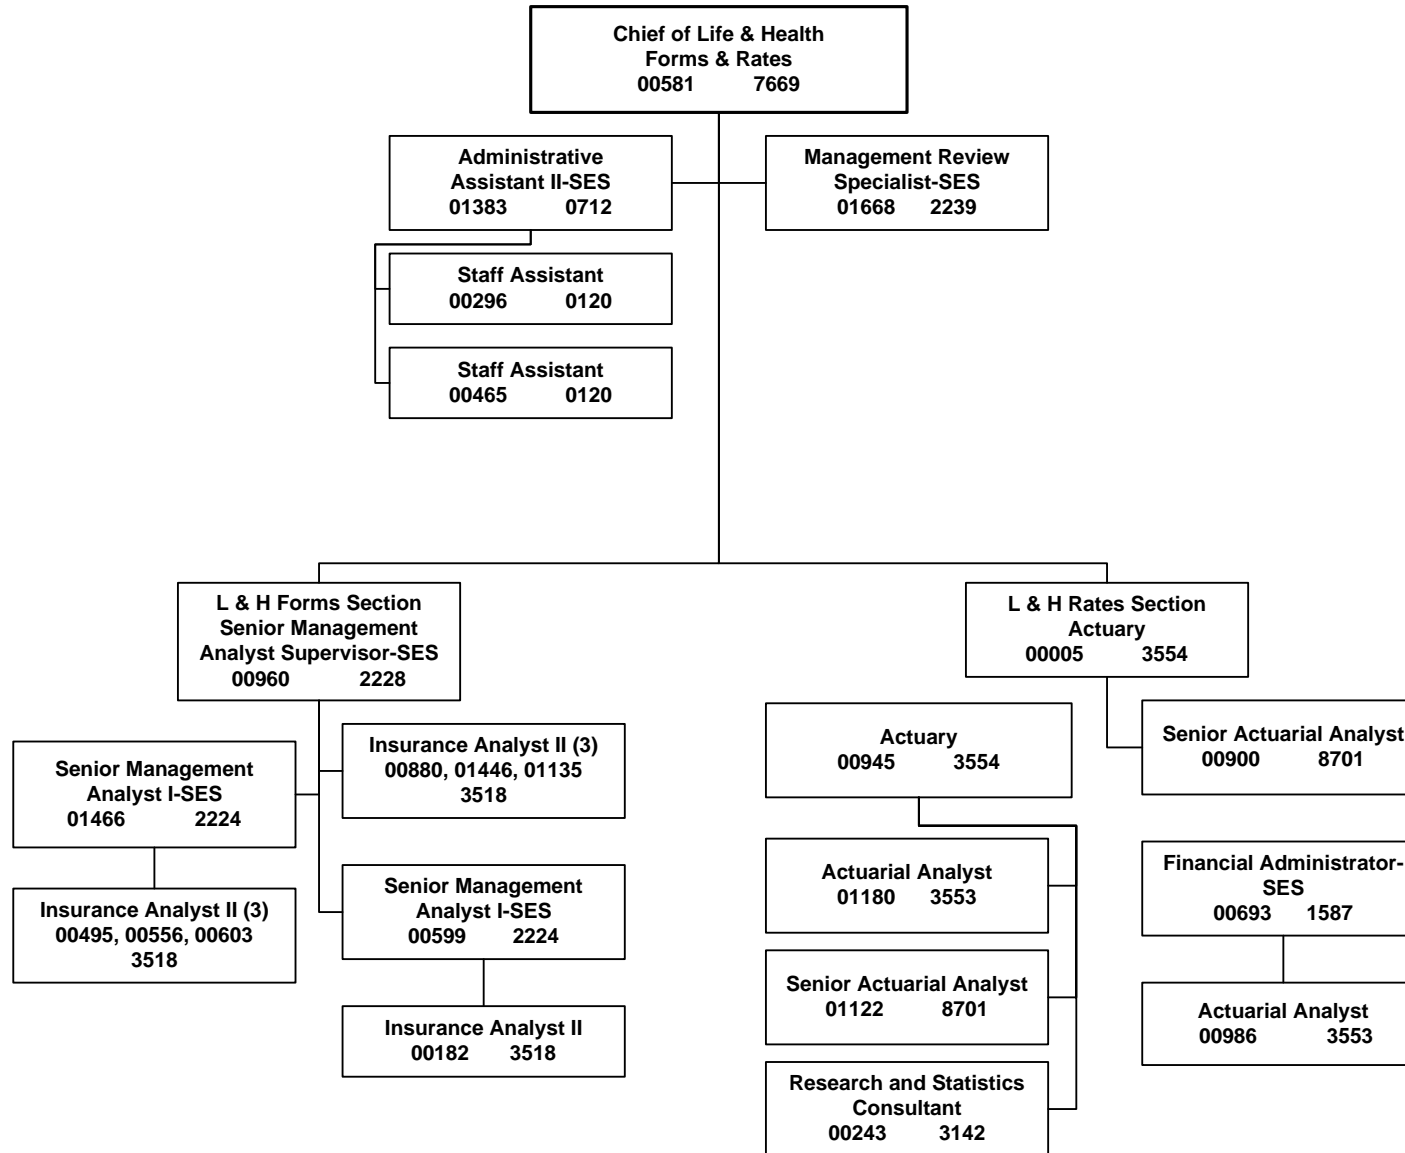 Chief of Life & Health
Forms & Rates
00581 7669
Administrative
Assistant II-SES
01383 0712
Management Review
Specialist-SES
01668 2239
Staff Assistant
00296 0120
Staff Assistant
00465 0120
L & H Forms Section
Senior Management
Analyst Supervisor-SES
00960 2228
L & H Rates Section
Actuary
00005 3554
Senior Management
Analyst I-SES
01466 2224
Insurance Analyst II (3)
00495, 00556, 00603
3518
Insurance Analyst II (3)
00880, 01446, 01135
3518
Senior Management
Analyst I-SES
00599 2224
Insurance Analyst II
00182 3518
Actuary
00945 3554
Actuarial Analyst
01180 3553
Senior Actuarial Analyst
01122 8701
Research and Statistics
Consultant
00243 3142
Senior Actuarial Analyst
00900 8701
Financial Administrator-
SES
00693 1587
Actuarial Analyst
00986 3553